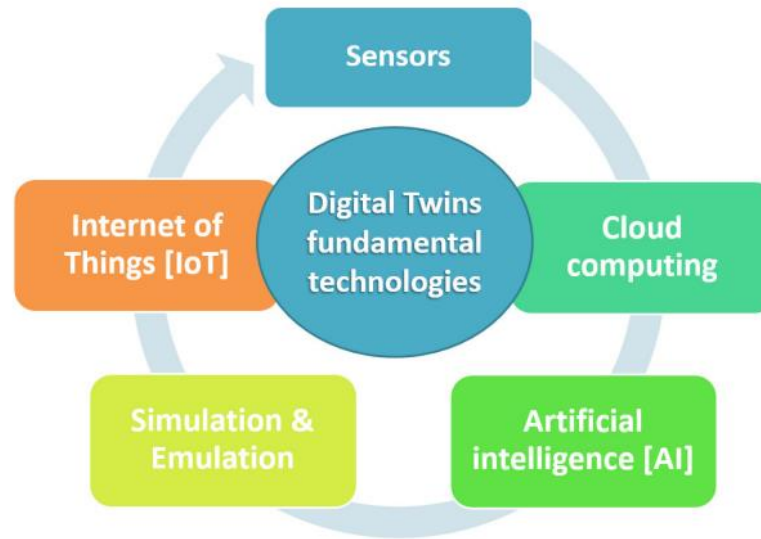 Sensors
Digital Twins
fundamental
technologies
Internet of
Things [IoT]
Cloud
computing
Simulation &
Emulation
Artificial
intelligence [AI]